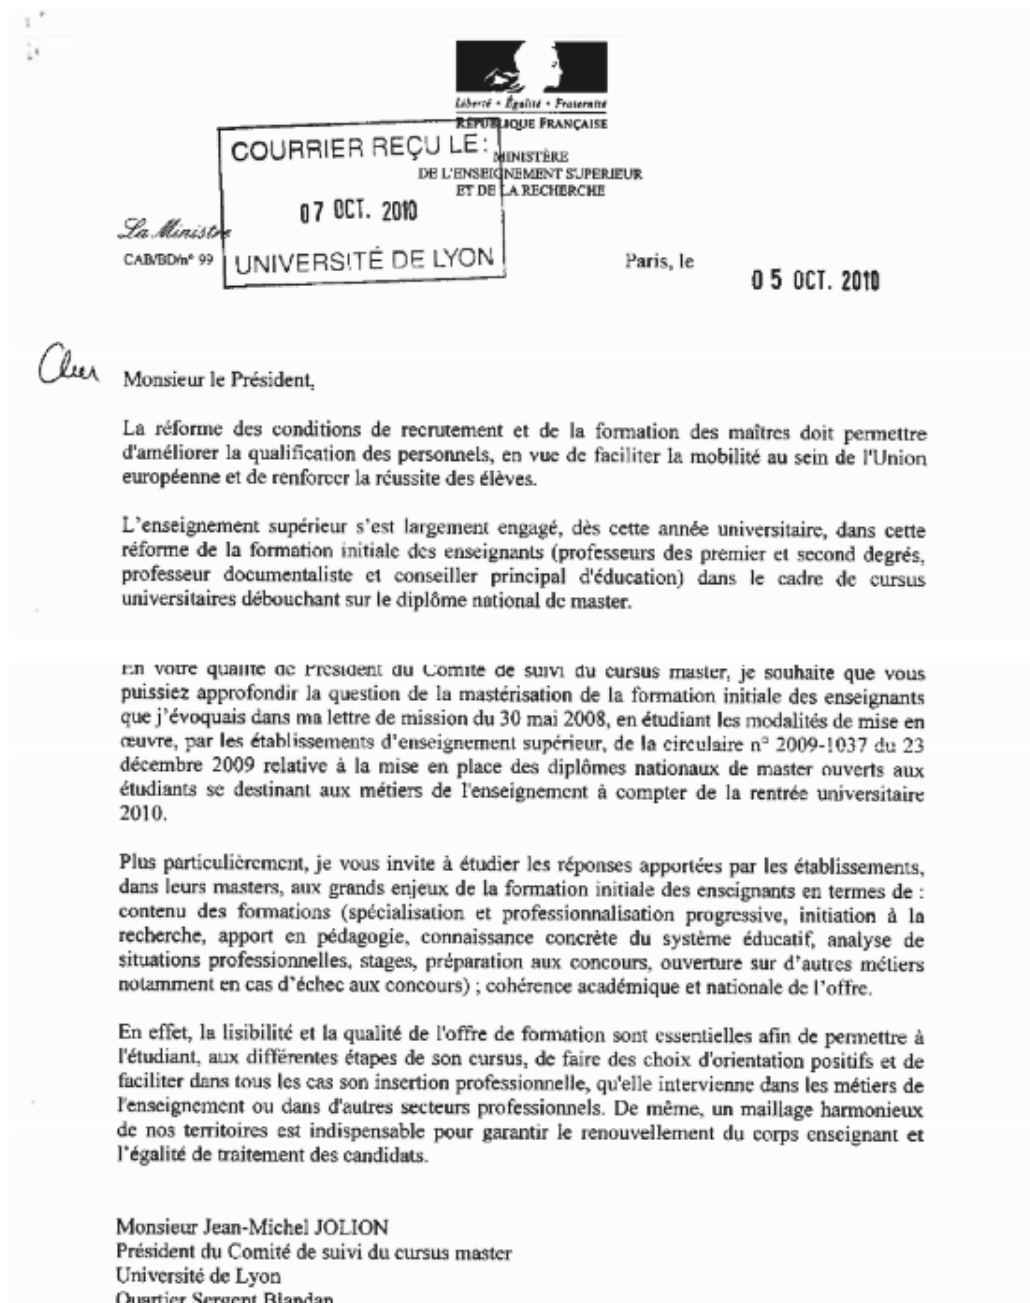 Liberté • Égalité • Fraternité
RÉPUBLIQUE FRANÇAISE
COURRIER REÇU LE:
MINISTÈRE
DE L'ENSEIGNEMENT SUPERIEUR
ET DE LA RECHERCHE
07 OCT. 2010
La Ministre
CAB/BD/n° 99
UNIVERSITÉ DE LYON
Paris, le
05 OCT. 2010
Cher
Monsieur le Président,
La réforme des conditions de recrutement et de la formation des maîtres doit permettre
d'améliorer la qualification des personnels, en vue de faciliter la mobilité au sein de l'Union
européenne et de renforcer la réussite des élèves.
L'enseignement supérieur s'est largement engagé, dès cette année universitaire, dans cette
réforme de la formation initiale des enseignants (professeurs des premier et second degrés,
professeur documentaliste et conseiller principal d'éducation) dans le cadre de cursus
universitaires débouchant sur le diplôme national de master.
En votre qualité de Président du Comité de suivi du cursus master, je souhaite que vous
puissiez approfondir la question de la mastérisation de la formation initiale des enseignants
que j'évoquais dans ma lettre de mission du 30 mai 2008, en étudiant les modalités de mise en
œuvre, par les établissements d'enseignement supérieur, de la circulaire n° 2009-1037 du 23
décembre 2009 relative à la mise en place des diplômes nationaux de master ouverts aux
étudiants se destinant aux métiers de l'enseignement à compter de la rentrée universitaire
2010.
Plus particulièrement, je vous invite à étudier les réponses apportées par les établissements,
dans leurs masters, aux grands enjeux de la formation initiale des enseignants en termes de :
contenu des formations (spécialisation et professionnalisation progressive, initiation à la
recherche, apport en pédagogie, connaissance concrète du système éducatif, analyse de
situations professionnelles, stages, préparation aux concours, ouverture sur d'autres métiers
notamment en cas d'échec aux concours) ; cohérence académique et nationale de l'offre.
En effet, la lisibilité et la qualité de l'offre de formation sont essentielles afin de permettre à
l'étudiant, aux différentes étapes de son cursus, de faire des choix d'orientation positifs et de
faciliter dans tous les cas son insertion professionnelle, qu'elle intervienne dans les métiers de
l'enseignement ou dans d'autres secteurs professionnels. De même, un maillage harmonieux
de nos territoires est indispensable pour garantir le renouvellement du corps enseignant et
l'égalité de traitement des candidats.
Monsieur Jean-Michel JOLION
Président du Comité de suivi du cursus master
Université de Lyon
Quartier Sergent Blandan